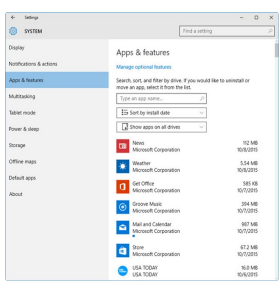 Settings
SYSTEM
Find a setting
Display
Notifications & actions
Apps & features
Multitasking
Tablet mode
Power & sleep
Storage
Offline maps
Default apps
About
Apps & features
Manage optional features
Search, sort, and filter by drive. If you would like to uninstall or
move an app, select it from the list.
Type an app name...
Sort by install date
Show apps on all drives
News 112 MB
Microsoft Corporation 10/8/2015
Weather 5.54 MB
Microsoft Corporation 10/8/2015
Get Office 585 KB
Microsoft Corporation 10/7/2015
Groove Music 394 MB
Microsoft Corporation 10/7/2015
Mail and Calendar 987 MB
Microsoft Corporation 10/7/2015
Store 67.2 MB
Microsoft Corporation 10/7/2015
USA TODAY 16.0 MB
USA TODAY 10/6/2015